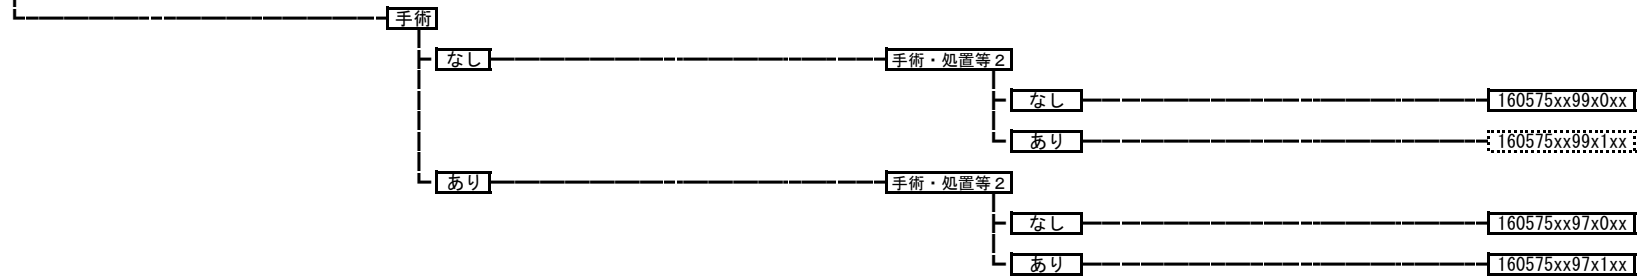 手術
なし 手術・処置等2
なし 160575xx99x0xx
あり 160575xx99x1xx
あり 手術・処置等2
なし 160575xx97x0xx
あり 160575xx97x1xx